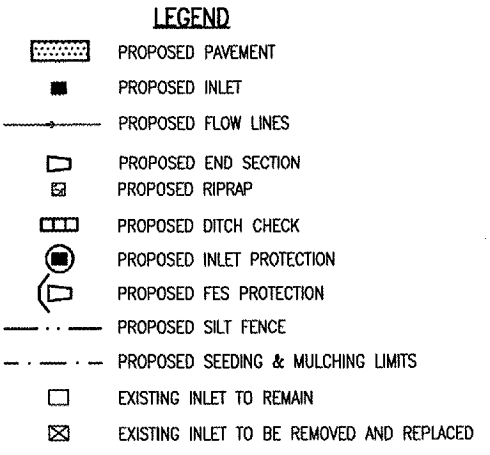 LEGEND
PROPOSED PAVEMENT
PROPOSED INLET
PROPOSED FLOW LINES
PROPOSED END SECTION
PROPOSED RIPRAP
PROPOSED DITCH CHECK
PROPOSED INLET PROTECTION
PROPOSED FES PROTECTION
PROPOSED SILT FENCE
PROPOSED SEEDING & MULCHING LIMITS
EXISTING INLET TO REMAIN
EXISTING INLET TO BE REMOVED AND REPLACED